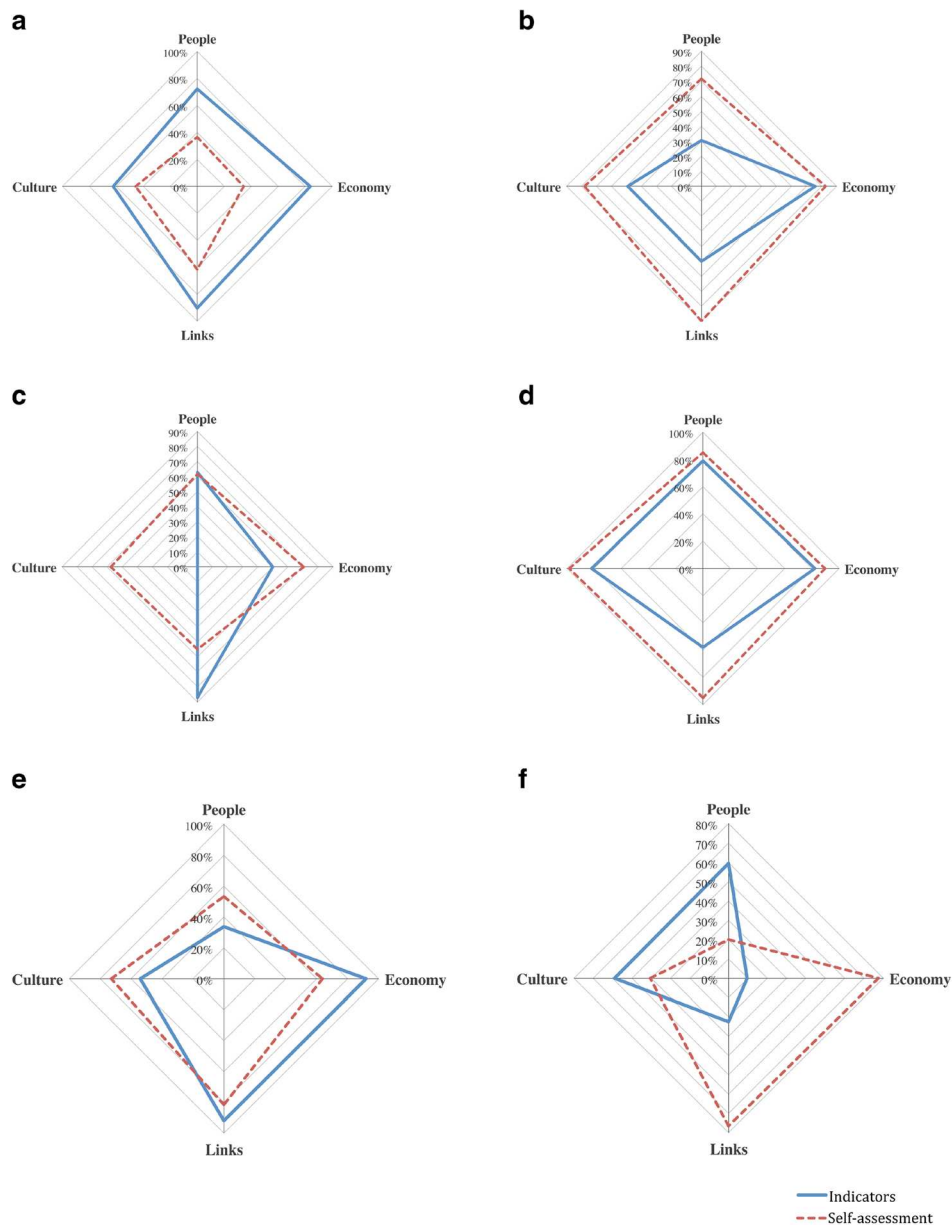 a
People
100%
80%
60%
40%
20%
0%
Culture
Economy
Links
b
People
90%
80%
70%
60%
50%
40%
30%
20%
10%
0%
Culture
Economy
Links
c
People
90%
80%
70%
60%
50%
40%
30%
20%
10%
0%
Culture
Economy
Links
d
People
100%
80%
60%
40%
20%
0%
Culture
Economy
Links
e
People
100%
80%
60%
40%
20%
0%
Culture
Economy
Links
f
People
80%
70%
60%
50%
40%
30%
20%
10%
0%
Culture
Economy
Links
Indicators
Self-assessment